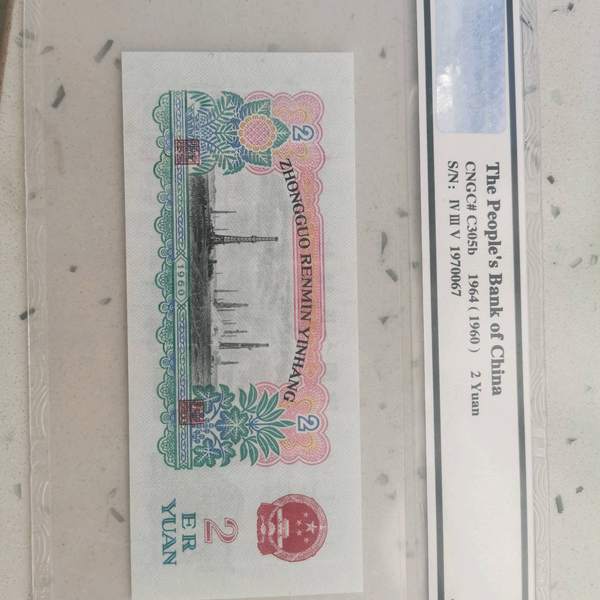 The People's Bank of China
CNGC# C305b 1964 ( 1960 ) 2 Yuan
S/N: IV III V 1970067
2
ZHONGGUO RENMIN YINHANG
2
1960
2
ER
YUAN